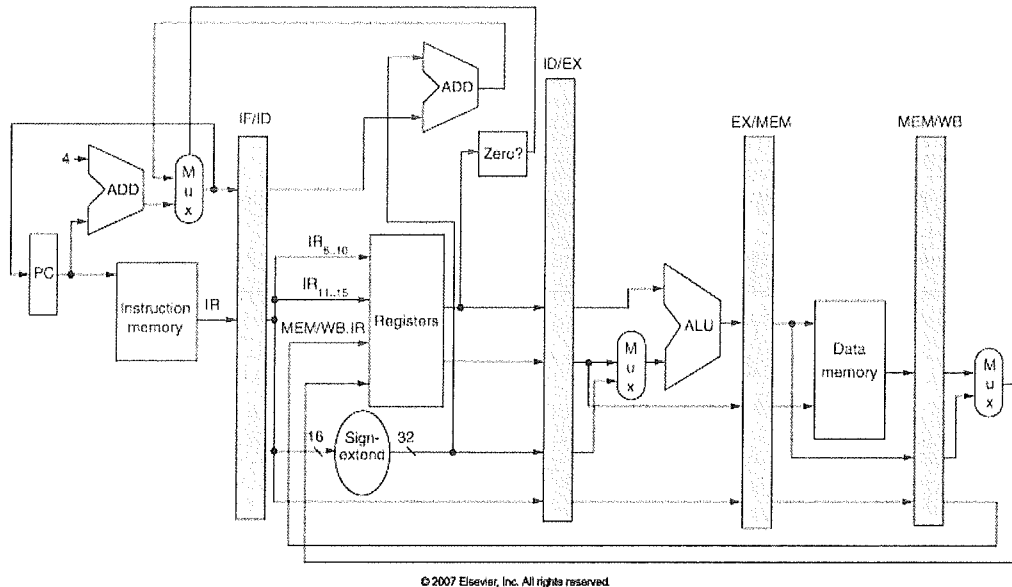 ID/EX
ADD
IF/ID
EX/MEM
MEM/WB
4
ADD
M
u
x
Zero?
PC
IR6..10
Instruction
memory
IR
IR11..15
Registers
MEM/WB.IR
M
u
x
ALU
Data
memory
M
u
x
16
Sign-
extend
32
© 2007 Elsevier, Inc. All rights reserved.